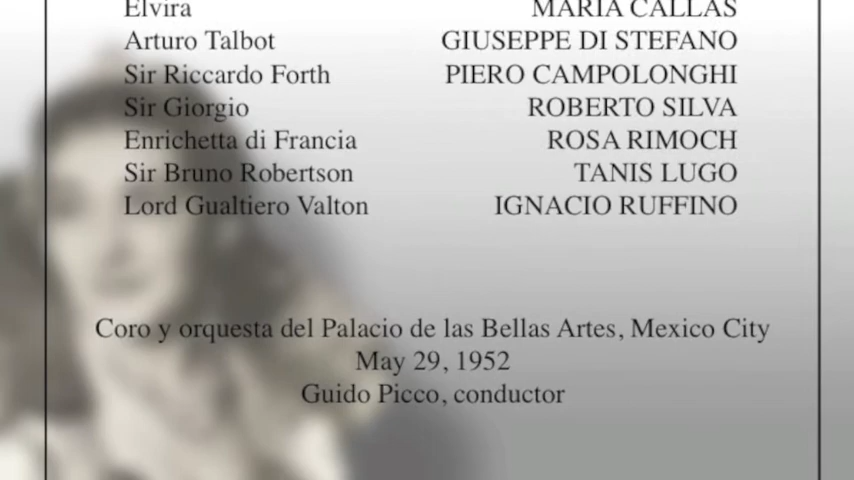 Elvira MARIA CALLAS
Arturo Talbot GIUSEPPE DI STEFANO
Sir Riccardo Forth PIERO CAMPOLONGHI
Sir Giorgio ROBERTO SILVA
Enrichetta di Francia ROSA RIMOCH
Sir Bruno Robertson TANIS LUGO
Lord Gualtiero Valton IGNACIO RUFFINO
Coro y orquesta del Palacio de las Bellas Artes, Mexico City
May 29, 1952
Guido Picco, conductor